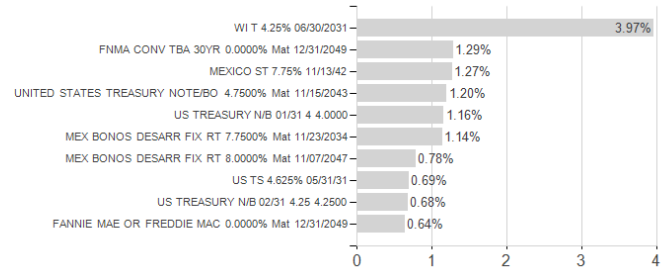 WI T 4.25% 06/30/2031 3.97%
FNMA CONV TBA 30YR 0.0000% Mat 12/31/2049 1.29%
MEXICO ST 7.75% 11/13/42 1.27%
UNITED STATES TREASURY NOTE/BO 4.7500% Mat 11/15/2043 1.20%
US TREASURY N/B 01/31 4 4.0000 1.16%
MEX BONOS DESARR FIX RT 7.7500% Mat 11/23/2034 1.14%
MEX BONOS DESARR FIX RT 8.0000% Mat 11/07/2047 0.78%
US TS 4.625% 05/31/31 0.69%
US TREASURY N/B 02/31 4.25 4.2500 0.68%
FANNIE MAE OR FREDDIE MAC 0.0000% Mat 12/31/2049 0.64%
0 1 2 3 4